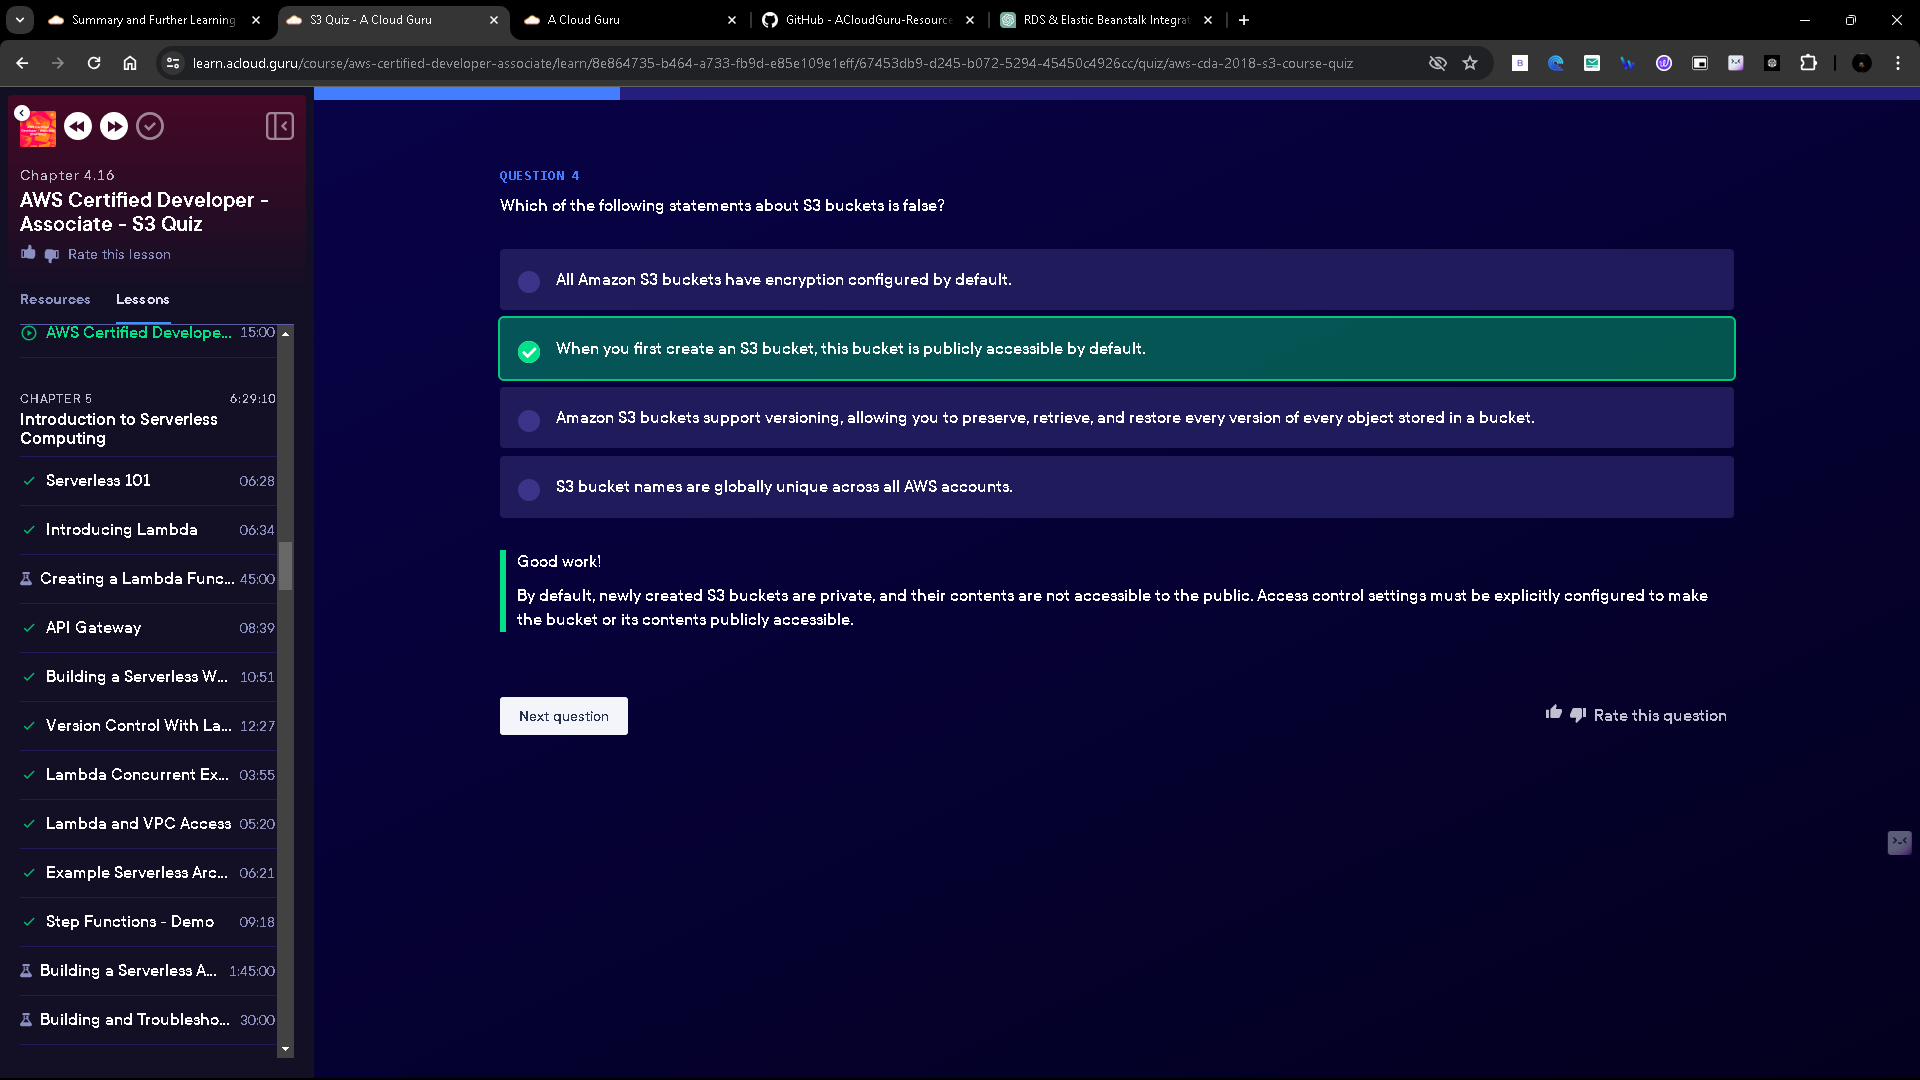 Summary and Further Learning
S3 Quiz - A Cloud Guru
A Cloud Guru
GitHub - ACloudGuru-Resource
RDS & Elastic Beanstalk Integrat
learn.acloud.guru/course/aws-certified-developer-associate/learn/8e864735-b464-a733-fb9d-e85e109e1eff/67453db9-d245-b072-5294-45450c4926cc/quiz/aws-cda-2018-s3-course-quiz
Chapter 4.16
AWS Certified Developer -
Associate - S3 Quiz
Rate this lesson
Resources
Lessons
AWS Certified Develope... 15:00
CHAPTER 5 6:29:10
Introduction to Serverless
Computing
Serverless 101 06:28
Introducing Lambda 06:34
Creating a Lambda Func... 45:00
API Gateway 08:39
Building a Serverless W... 10:51
Version Control With La... 12:27
Lambda Concurrent Ex... 03:55
Lambda and VPC Access 05:20
Example Serverless Arc... 06:21
Step Functions - Demo 09:18
Building a Serverless A... 1:45:00
Building and Troublesho... 30:00
QUESTION 4
Which of the following statements about S3 buckets is false?
All Amazon S3 buckets have encryption configured by default.
When you first create an S3 bucket, this bucket is publicly accessible by default.
Amazon S3 buckets support versioning, allowing you to preserve, retrieve, and restore every version of every object stored in a bucket.
S3 bucket names are globally unique across all AWS accounts.
Good work!
By default, newly created S3 buckets are private, and their contents are not accessible to the public. Access control settings must be explicitly configured to make
the bucket or its contents publicly accessible.
Next question
Rate this question